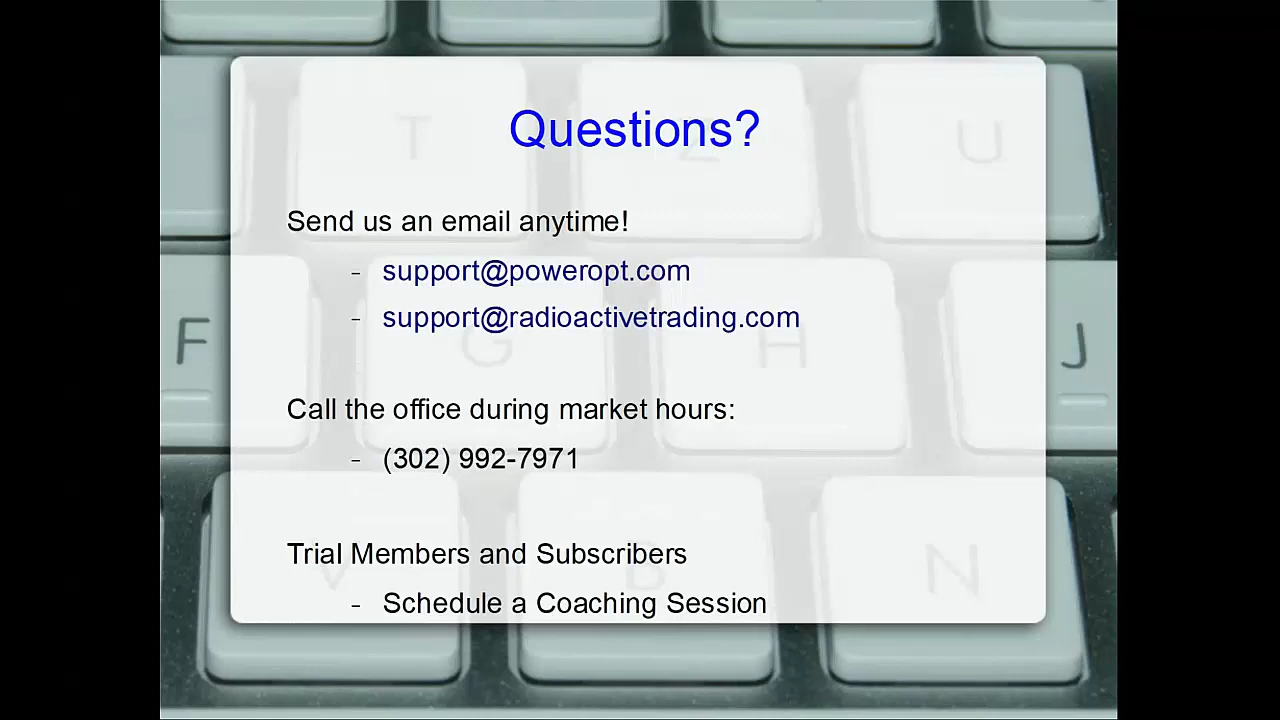 Questions?
Send us an email anytime!
- support@poweropt.com
- support@radioactivetrading.com
Call the office during market hours:
- (302) 992-7971
Trial Members and Subscribers
- Schedule a Coaching Session
T Z U
F G H J
V B N